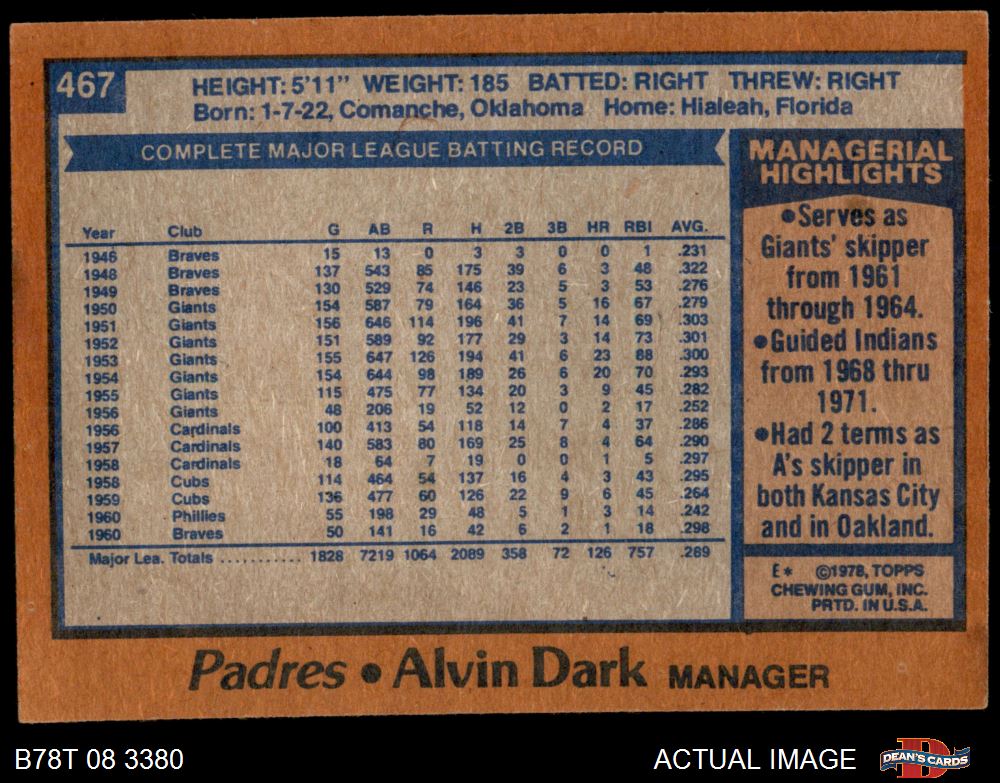 467
HEIGHT: 5'11" WEIGHT: 185 BATTED: RIGHT THREW: RIGHT
Born: 1-7-22, Comanche, Oklahoma Home: Hialeah, Florida
COMPLETE MAJOR LEAGUE BATTING RECORD
Year Club G AB R H 2B 3B HR RBI AVG.
1946 Braves 15 13 0 3 3 0 0 1 .231
1948 Braves 137 543 85 175 39 6 3 48 .322
1949 Braves 130 529 74 146 23 5 3 53 .276
1950 Giants 154 587 79 164 36 5 16 67 .279
1951 Giants 156 646 114 196 41 7 14 69 .303
1952 Giants 151 589 92 177 29 3 14 73 .301
1953 Giants 155 647 126 194 41 6 23 88 .300
1954 Giants 154 644 98 189 26 6 20 70 .293
1955 Giants 115 475 77 134 20 3 9 45 .282
1956 Giants 48 206 19 52 12 0 2 17 .252
1956 Cardinals 100 413 54 118 14 7 4 37 .286
1957 Cardinals 140 583 80 169 25 8 4 64 .290
1958 Cardinals 18 64 7 19 0 0 1 5 .297
1958 Cubs 114 464 54 137 16 4 3 43 .295
1959 Cubs 136 477 60 126 22 9 6 45 .264
1960 Phillies 55 198 29 48 5 1 3 14 .242
1960 Braves 50 141 16 42 6 2 1 18 .298
Major Lea. Totals ........... 1828 7219 1064 2089 358 72 126 757 .289
MANAGERIAL
HIGHLIGHTS
•Serves as
Giants' skipper
from 1961
through 1964.
•Guided Indians
from 1968 thru
1971.
•Had 2 terms as
A's skipper in
both Kansas City
and in Oakland.
E* ©1978, TOPPS
CHEWING GUM, INC.
PRTD. IN U.S.A.
Padres • Alvin Dark MANAGER
B78T 08 3380
ACTUAL IMAGE
D
DEAN'S CARDS